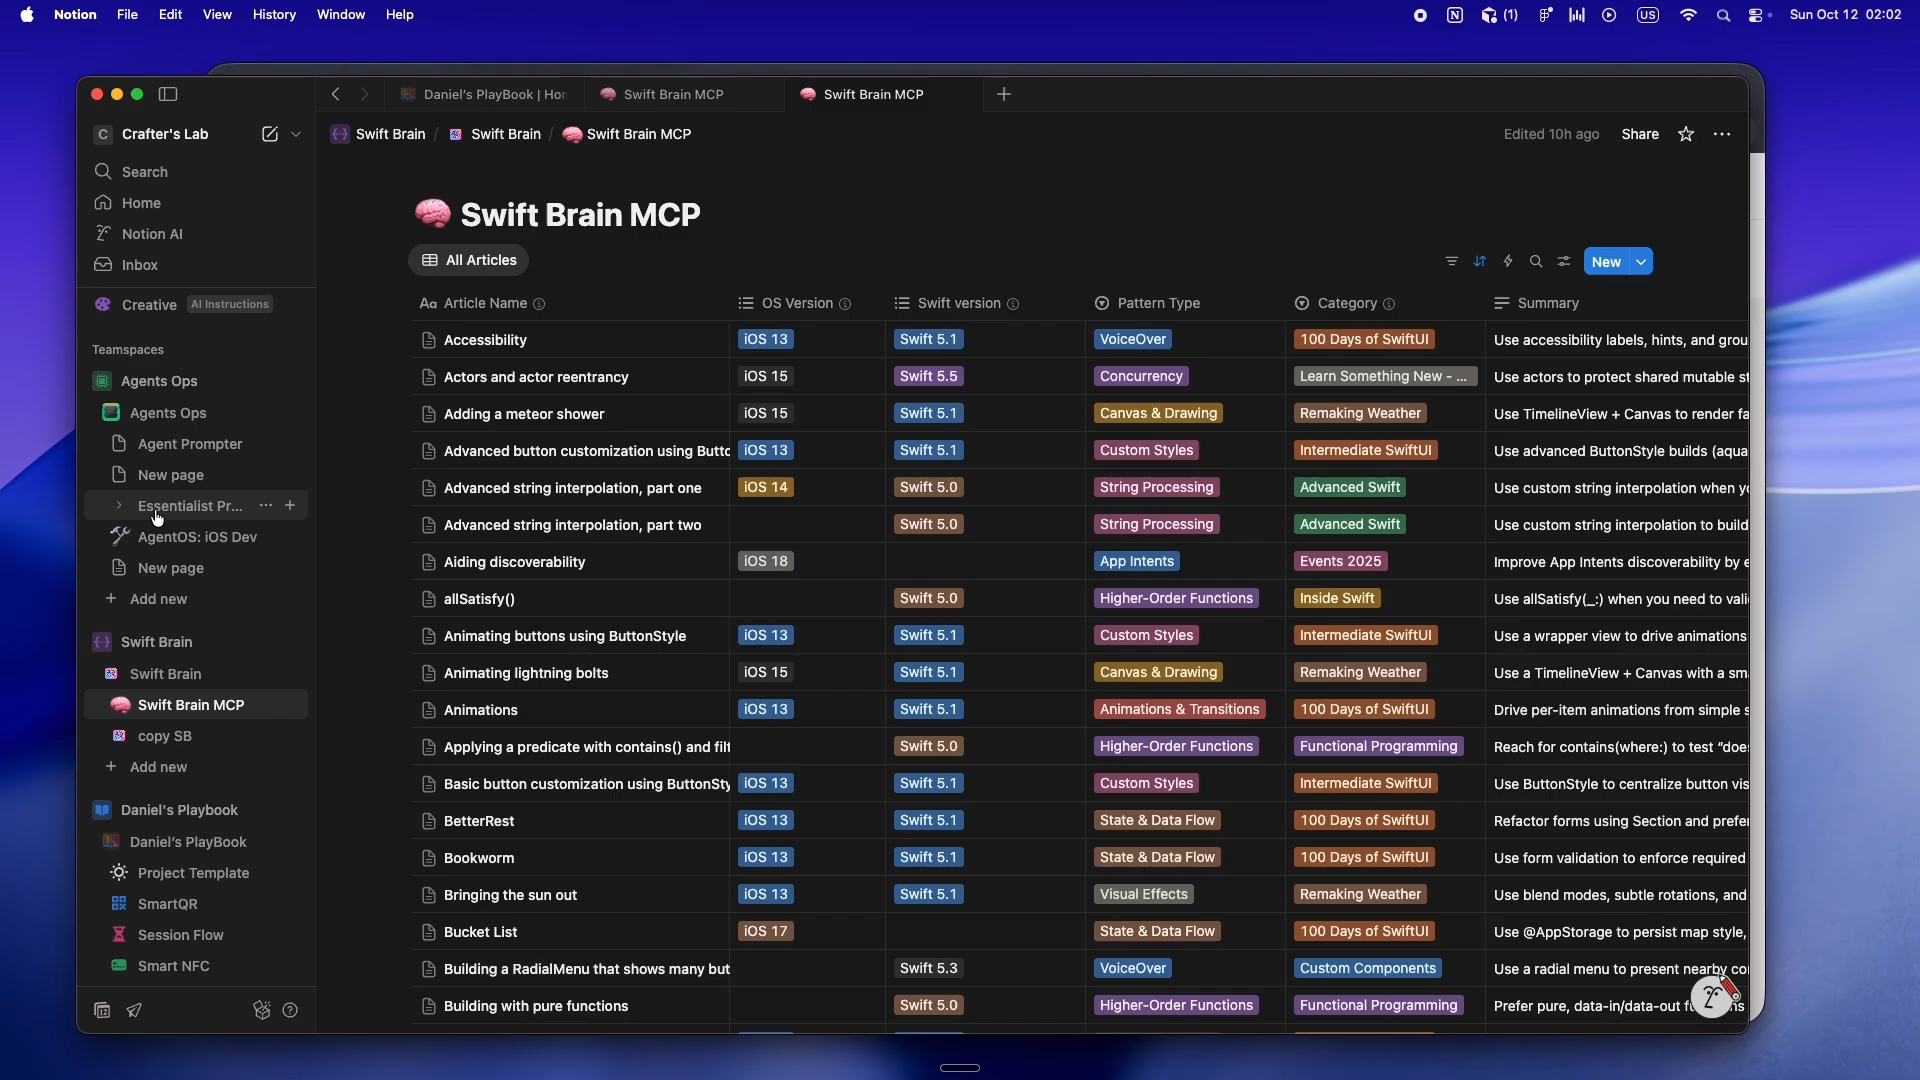 Notion File Edit View History Window Help
(1) US Sun Oct 12 02:02
Daniel's PlayBook | Hor
Swift Brain MCP
Swift Brain MCP
C Crafter's Lab
Search
Home
Notion AI
Inbox
Creative AI Instructions
Teamspaces
Agents Ops
Agents Ops
Agent Prompter
New page
Essentialist Pr...
AgentOS: iOS Dev
New page
Add new
Swift Brain
Swift Brain
Swift Brain MCP
copy SB
Add new
Daniel's Playbook
Daniel's PlayBook
Project Template
SmartQR
Session Flow
Smart NFC
Swift Brain / Swift Brain / Swift Brain MCP
Edited 10h ago Share
Swift Brain MCP
All Articles
New
Aa Article Name OS Version Swift version Pattern Type Category Summary
Accessibility iOS 13 Swift 5.1 VoiceOver 100 Days of SwiftUI Use accessibility labels, hints, and grou
Actors and actor reentrancy iOS 15 Swift 5.5 Concurrency Learn Something New - ... Use actors to protect shared mutable st
Adding a meteor shower iOS 15 Swift 5.1 Canvas & Drawing Remaking Weather Use TimelineView + Canvas to render fa
Advanced button customization using Butto iOS 13 Swift 5.1 Custom Styles Intermediate SwiftUI Use advanced ButtonStyle builds (aqua
Advanced string interpolation, part one iOS 14 Swift 5.0 String Processing Advanced Swift Use custom string interpolation when yo
Advanced string interpolation, part two Swift 5.0 String Processing Advanced Swift Use custom string interpolation to build
Aiding discoverability iOS 18 App Intents Events 2025 Improve App Intents discoverability by e
allSatisfy() Swift 5.0 Higher-Order Functions Inside Swift Use allSatisfy(_:) when you need to vali
Animating buttons using ButtonStyle iOS 13 Swift 5.1 Custom Styles Intermediate SwiftUI Use a wrapper view to drive animations
Animating lightning bolts iOS 15 Swift 5.1 Canvas & Drawing Remaking Weather Use a TimelineView + Canvas with a sma
Animations iOS 13 Swift 5.1 Animations & Transitions 100 Days of SwiftUI Drive per-item animations from simple s
Applying a predicate with contains() and filt Swift 5.0 Higher-Order Functions Functional Programming Reach for contains(where:) to test "does
Basic button customization using ButtonSty iOS 13 Swift 5.1 Custom Styles Intermediate SwiftUI Use ButtonStyle to centralize button vis
BetterRest iOS 13 Swift 5.1 State & Data Flow 100 Days of SwiftUI Refactor forms using Section and prefer
Bookworm iOS 13 Swift 5.1 State & Data Flow 100 Days of SwiftUI Use form validation to enforce required
Bringing the sun out iOS 13 Swift 5.1 Visual Effects Remaking Weather Use blend modes, subtle rotations, and
Bucket List iOS 17 State & Data Flow 100 Days of SwiftUI Use @AppStorage to persist map style,
Building a RadialMenu that shows many but Swift 5.3 VoiceOver Custom Components Use a radial menu to present nearby co
Building with pure functions Swift 5.0 Higher-Order Functions Functional Programming Prefer pure, data-in/data-out